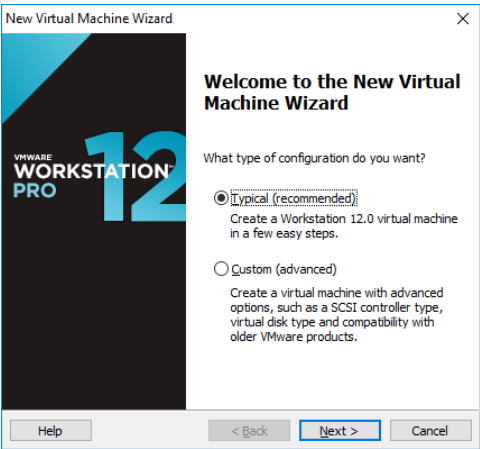 New Virtual Machine Wizard
Welcome to the New Virtual
Machine Wizard
VMWARE
WORKSTATION™
PRO
12
What type of configuration do you want?
Typical (recommended)
Create a Workstation 12.0 virtual machine
in a few easy steps.
Custom (advanced)
Create a virtual machine with advanced
options, such as a SCSI controller type,
virtual disk type and compatibility with
older VMware products.
Help
< Back
Next >
Cancel